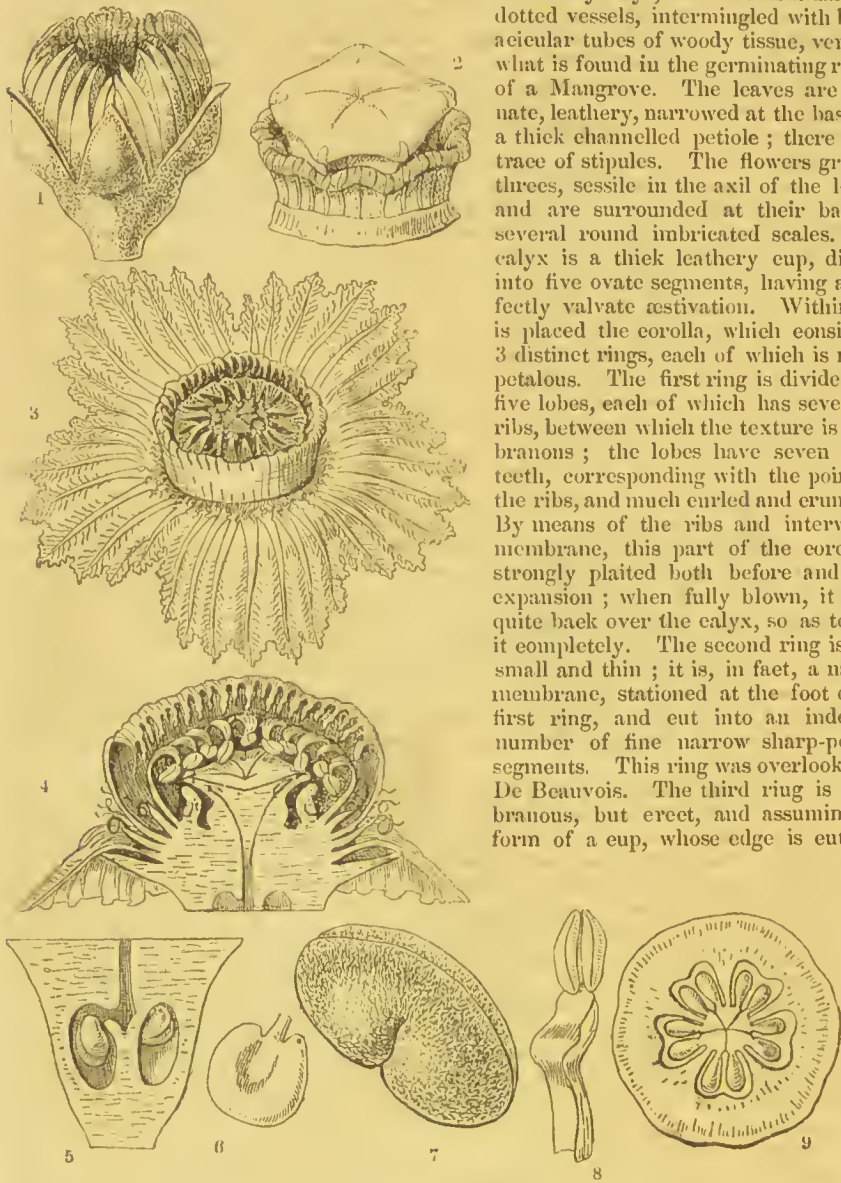 dotted vessels, intermingled with
acicular tubes of woody tissue, ver
what is found in the germinating r
of a Mangrove. The leaves are
nate, leathery, narrowed at the bas
a thick channelled petiole ; there
trace of stipules. The flowers gr
threes, sessile in the axil of the l
and are surrounded at their ba
several round imbricated scales.
calyx is a thick leathery cup, di
into five ovate segments, having a
fectly valvate æstivation. Within
is placed the corolla, which consi
3 distinct rings, each of which is
petalous. The first ring is divide
five lobes, each of which has seve
ribs, between which the texture is
branous ; the lobes have seven
teeth, corresponding with the poi
the ribs, and much curled and crum
By means of the ribs and interv
membrane, this part of the coro
strongly plaited both before and
expansion ; when fully blown, it
quite back over the calyx, so as to
it completely. The second ring is
small and thin ; it is, in fact, a
membrane, stationed at the foot
first ring, and cut into an inde
number of fine narrow sharp-p
segments. This ring was overlook
De Beauvois. The third ring is
branous, but erect, and assumin
form of a cup, whose edge is cut
1
2
3
4
5
6
7
8
9